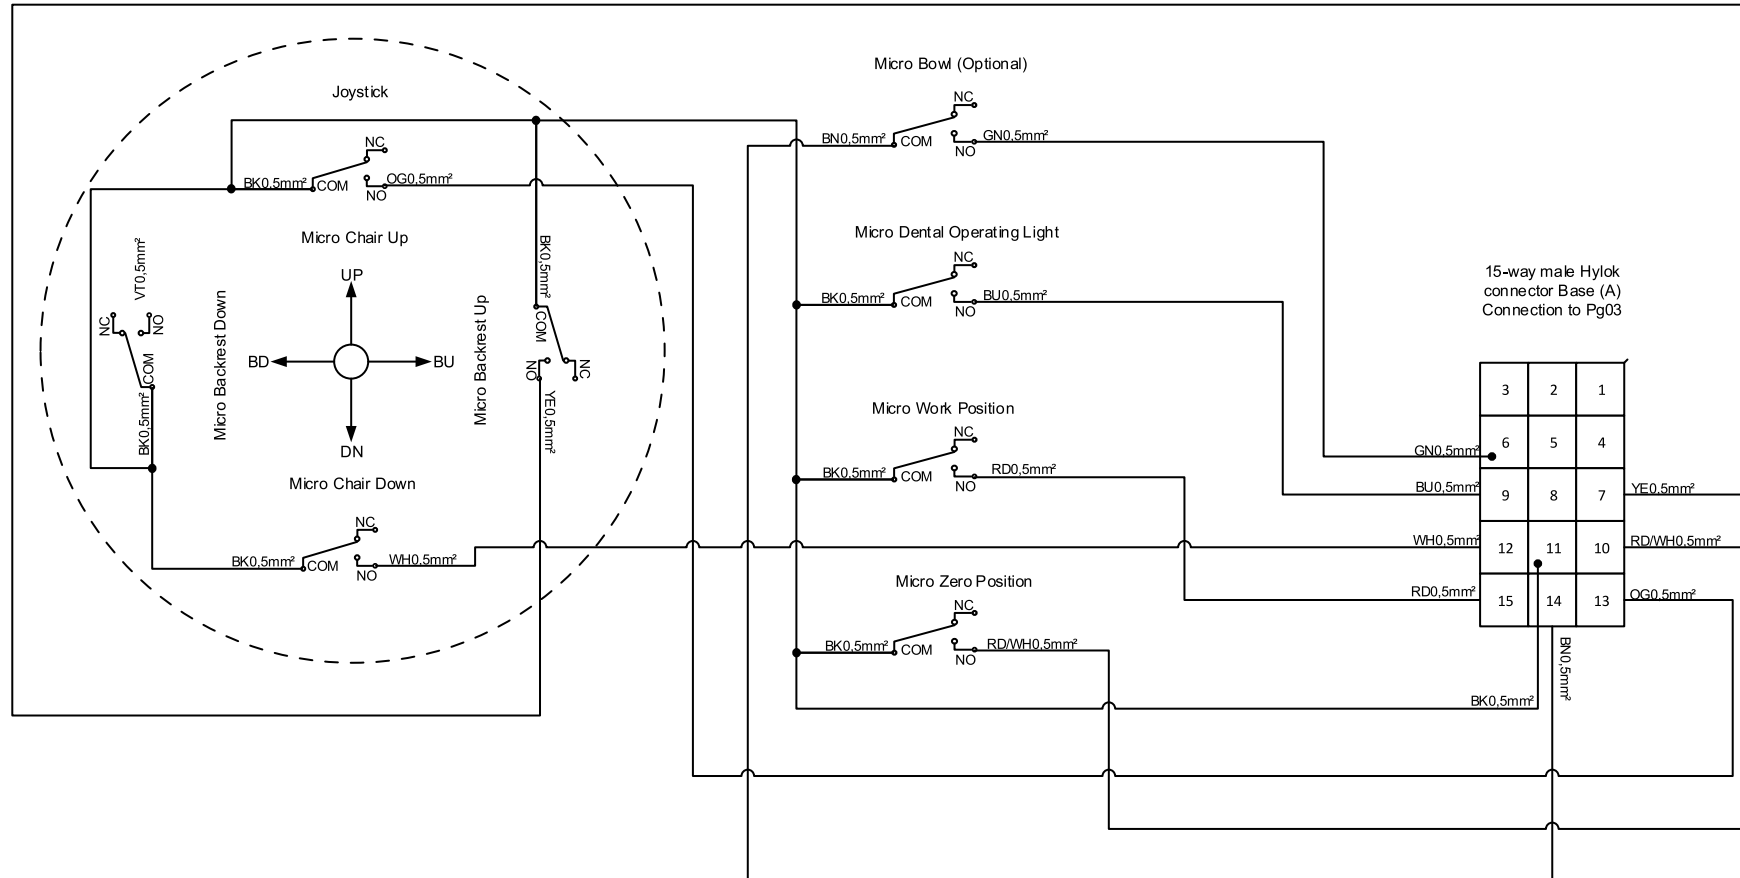 Joystick
NC
BK0,5mm²
COM
NO
OG0,5mm²
Micro Chair Up
VT0,5mm²
NC
NO
COM
BK0,5mm²
Micro Backrest Down
UP
BD
BU
DN
Micro Backrest Up
BK0,5mm²
COM
NO
NC
YE0,5mm²
Micro Chair Down
NC
BK0,5mm²
COM
NO
WH0,5mm²
Micro Bowl (Optional)
NC
BN0,5mm²
COM
NO
GN0,5mm²
Micro Dental Operating Light
NC
BK0,5mm²
COM
NO
BU0,5mm²
Micro Work Position
NC
BK0,5mm²
COM
NO
RD0,5mm²
Micro Zero Position
NC
BK0,5mm²
COM
NO
RD/WH0,5mm²
15-way male Hylok
connector Base (A)
Connection to Pg03
3 2 1
GN0,5mm² 6 5 4
BU0,5mm² 9 8 7 YE0,5mm²
WH0,5mm² 12 11 10 RD/WH0,5mm²
RD0,5mm² 15 14 13 OG0,5mm²
BK0,5mm²
BN0,5mm²